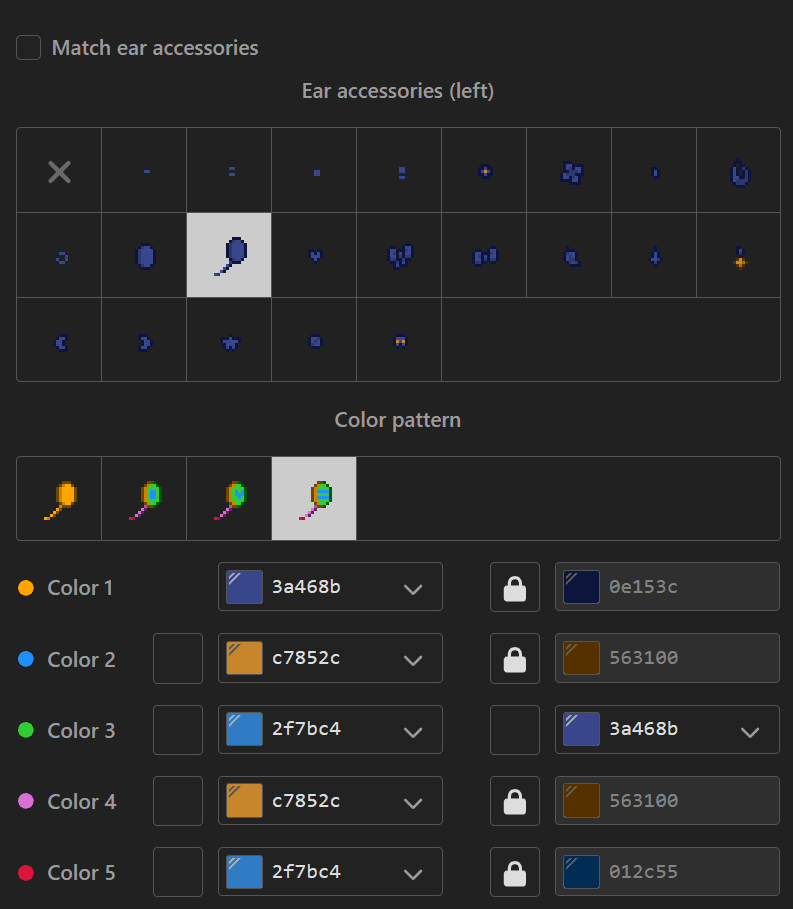 Match ear accessories
Ear accessories (left)
Color pattern
Color 1 3a468b 0e153c
Color 2 c7852c 563100
Color 3 2f7bc4 3a468b
Color 4 c7852c 563100
Color 5 2f7bc4 012c55